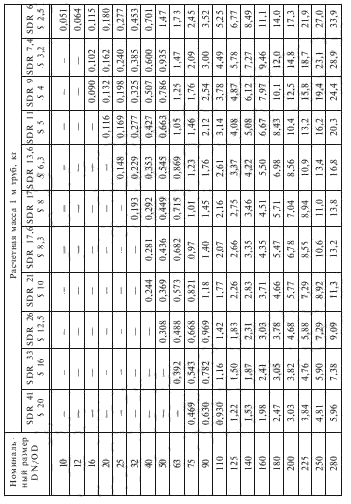 Номиналь-
ный размер
DN/OD
Расчетная масса 1 м труб, кг
SDR 41 SDR 33 SDR 26 SDR 21 SDR 17,6 SDR 17 SDR 13,6 SDR 11 SDR 9 SDR 7,4 SDR 6
S 20 S 16 S 12,5 S 10 S 8,3 S 8 S 6,3 S 5 S 4 S 3,2 S 2,5
10 — — — — — — — — — — 0,051
12 — — — — — — — — — — 0,064
16 — — — — — — — — 0,090 0,102 0,115
20 — — — — — — — 0,116 0,132 0,162 0,180
25 — — — — — — 0,148 0,169 0,198 0,240 0,277
32 — — — — — 0,193 0,229 0,277 0,325 0,385 0,453
40 — — — 0,244 0,281 0,292 0,353 0,427 0,507 0,600 0,701
50 — — 0,308 0,369 0,436 0,449 0,545 0,663 0,786 0,935 1,47
63 — 0,392 0,488 0,573 0,682 0,715 0,869 1,05 1,25 1,47 1,73
75 0,469 0,543 0,668 0,821 0,97 1,01 1,23 1,46 1,76 2,09 2,45
90 0,630 0,782 0,969 1,18 1,40 1,45 1,76 2,12 2,54 3,00 3,52
110 0,930 1,16 1,42 1,77 2,07 2,16 2,61 3,14 3,78 4,49 5,25
125 1,22 1,50 1,83 2,26 2,66 2,75 3,37 4,08 4,87 5,78 6,77
140 1,53 1,87 2,31 2,83 3,35 3,46 4,22 5,08 6,12 7,27 8,49
160 1,98 2,41 3,03 3,71 4,35 4,51 5,50 6,67 7,97 9,46 11,1
180 2,47 3,05 3,78 4,66 5,47 5,71 6,98 8,43 10,1 12,0 14,0
200 3,03 3,82 4,68 5,77 6,78 7,04 8,56 10,4 12,5 14,8 17,3
225 3,84 4,76 5,88 7,29 8,55 8,94 10,9 13,2 15,8 18,7 21,9
250 4,81 5,90 7,29 8,92 10,6 11,0 13,4 16,2 19,4 23,1 27,0
280 5,96 7,38 9,09 11,3 13,2 13,8 16,8 20,3 24,4 28,9 33,9